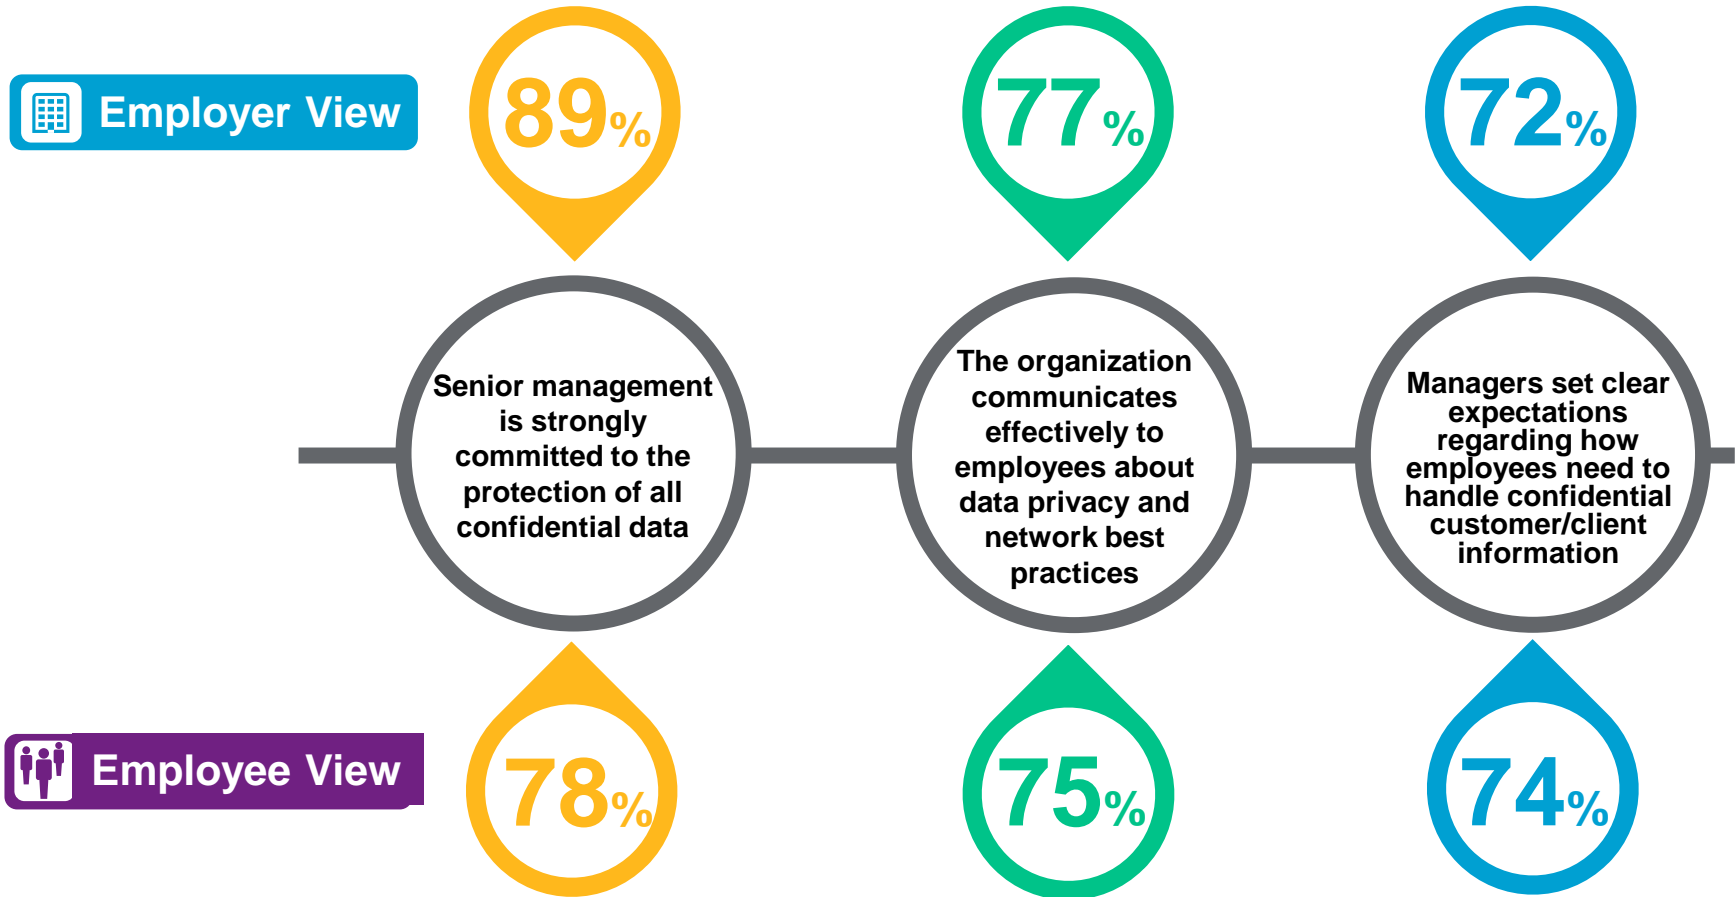 Employer View
89%
77%
72%
Senior management
is strongly
committed to the
protection of all
confidential data
The organization
communicates
effectively to
employees about
data privacy and
network best
practices
Managers set clear
expectations
regarding how
employees need to
handle confidential
customer/client
information
Employee View
78%
75%
74%